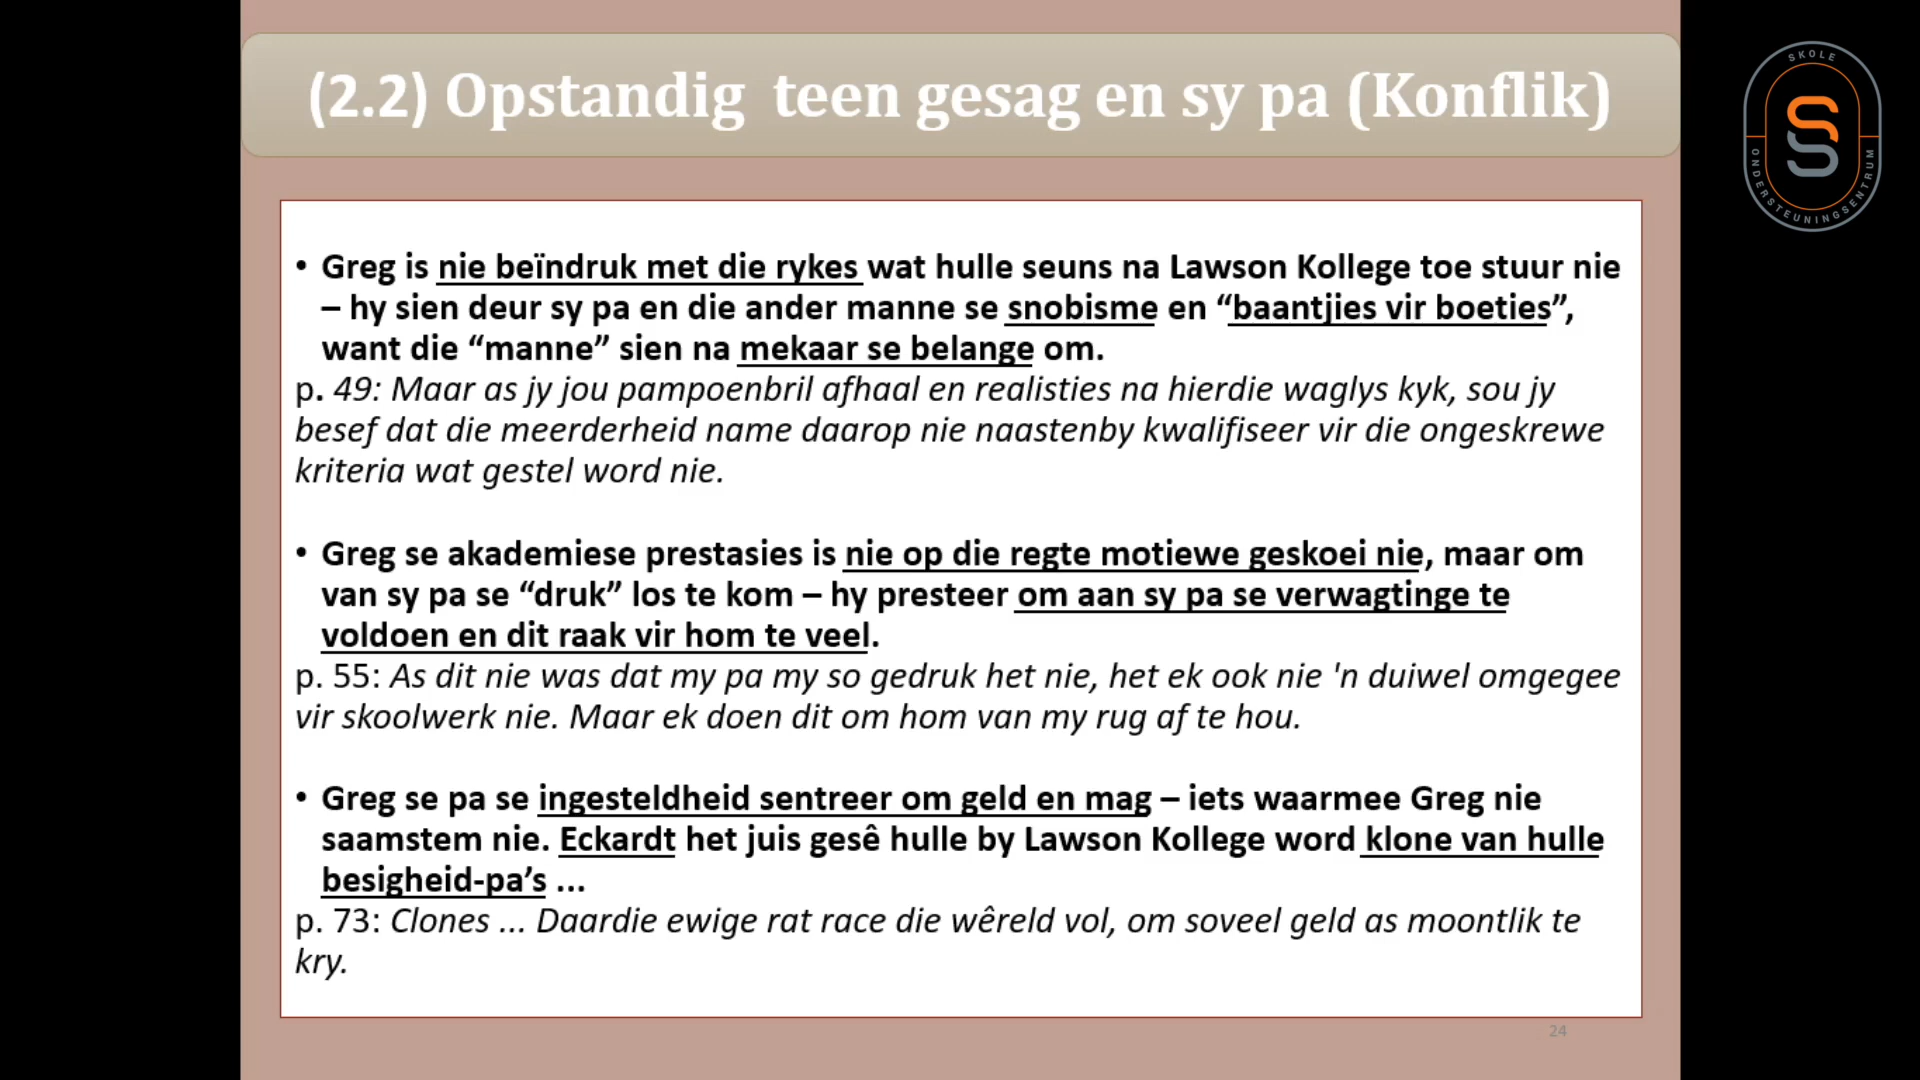 (2.2) Opstandig teen gesag en sy pa (Konflik)
SKOLE
ONDERSTEUNINGSENTRUM
• Greg is nie beïndruk met die rykes wat hulle seuns na Lawson Kollege toe stuur nie
– hy sien deur sy pa en die ander manne se snobisme en “baantjies vir boeties”,
want die “manne” sien na mekaar se belange om.
p. 49: Maar as jy jou pampoenbril afhaal en realisties na hierdie waglys kyk, sou jy
besef dat die meerderheid name daarop nie naastenby kwalifiseer vir die ongeskrewe
kriteria wat gestel word nie.
• Greg se akademiese prestasies is nie op die regte motiewe geskoei nie, maar om
van sy pa se “druk” los te kom – hy presteer om aan sy pa se verwagtinge te
voldoen en dit raak vir hom te veel.
p. 55: As dit nie was dat my pa my so gedruk het nie, het ek ook nie 'n duiwel omgegee
vir skoolwerk nie. Maar ek doen dit om hom van my rug af te hou.
• Greg se pa se ingesteldheid sentreer om geld en mag – iets waarmee Greg nie
saamstem nie. Eckardt het juis gesê hulle by Lawson Kollege word klone van hulle
besigheid-pa’s ...
p. 73: Clones ... Daardie ewige rat race die wêreld vol, om soveel geld as moontlik te
kry.
24